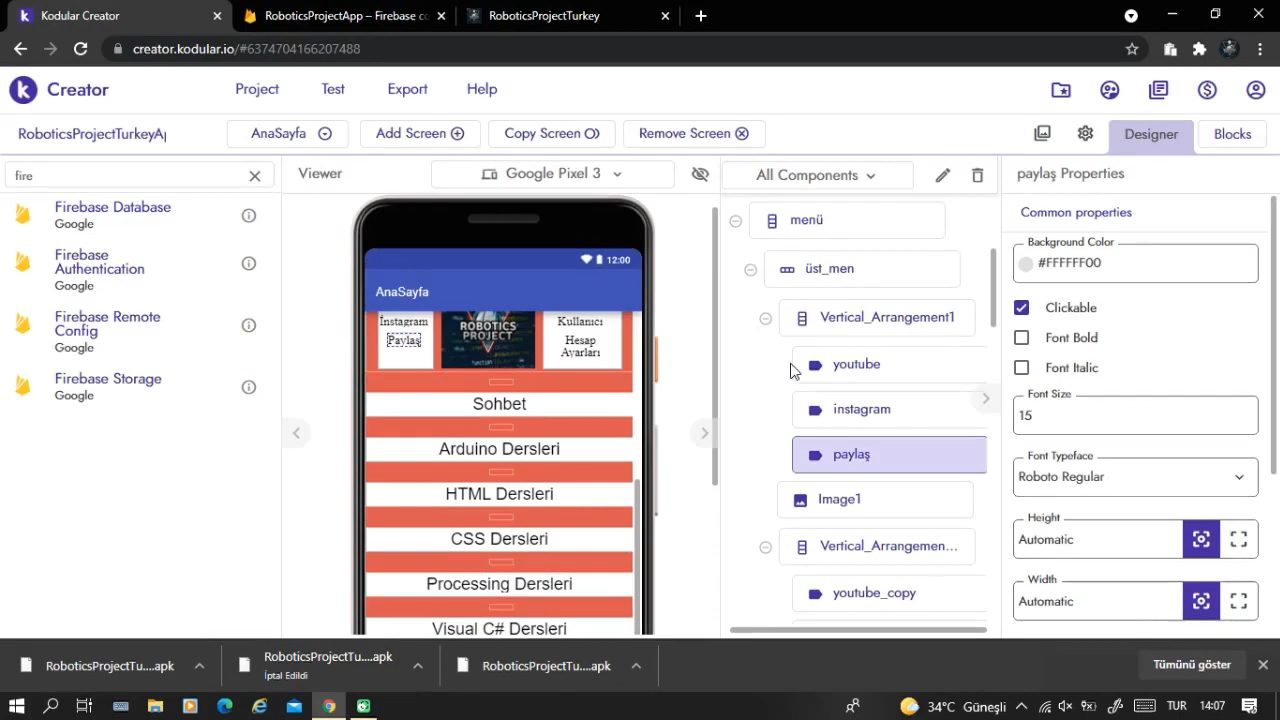 Kodular Creator
RoboticsProjectApp – Firebase co
RoboticsProjectTurkey
creator.kodular.io/#6374704166207488
Creator
Project
Test
Export
Help
RoboticsProjectTurkeyA
AnaSayfa
Add Screen
Copy Screen
Remove Screen
Designer
Blocks
fire
Viewer
Google Pixel 3
All Components
paylaş Properties
Firebase Database
Google
Firebase
Authentication
Google
Firebase Remote
Config
Google
Firebase Storage
Google
12:00
AnaSayfa
İnstagram
Paylaş
ROBOTICS
PROJECT
Kullanıcı
Hesap
Ayarları
Sohbet
Arduino Dersleri
HTML Dersleri
CSS Dersleri
Processing Dersleri
Visual C# Dersleri
menü
üst_men
Vertical_Arrangement1
youtube
instagram
paylaş
Image1
Vertical_Arrangemen...
youtube_copy
Common properties
Background Color
#FFFFFF00
Clickable
Font Bold
Font Italic
Font Size
15
Font Typeface
Roboto Regular
Height
Automatic
Width
Automatic
RoboticsProjectTu....apk
RoboticsProjectTu....apk
İptal Edildi
RoboticsProjectTu....apk
Tümünü göster
34°C Güneşli
TUR
14:07